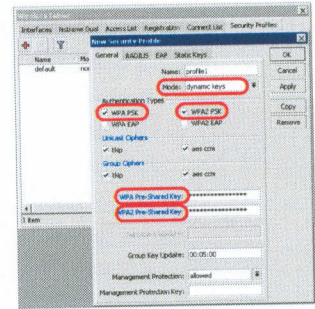 Interfaces Nstreme Dual Access List Registration Connect List Security Profiles
New Security Profile
Name
default
General RADIUS EAP Static Keys
OK
Name: profile1
Cancel
Mode: dynamic keys
Apply
Authentication Types
Copy
WPA PSK WPA2 PSK
Remove
WPA EAP WPA2 EAP
Unicast Ciphers
tkip aes ccm
Group Ciphers
tkip aes ccm
WPA Pre-Shared Key: ****************
WPA2 Pre-Shared Key: ****************
1 item
Group Key Update: 00:05:00
Management Protection: allowed
Management Protection Key: